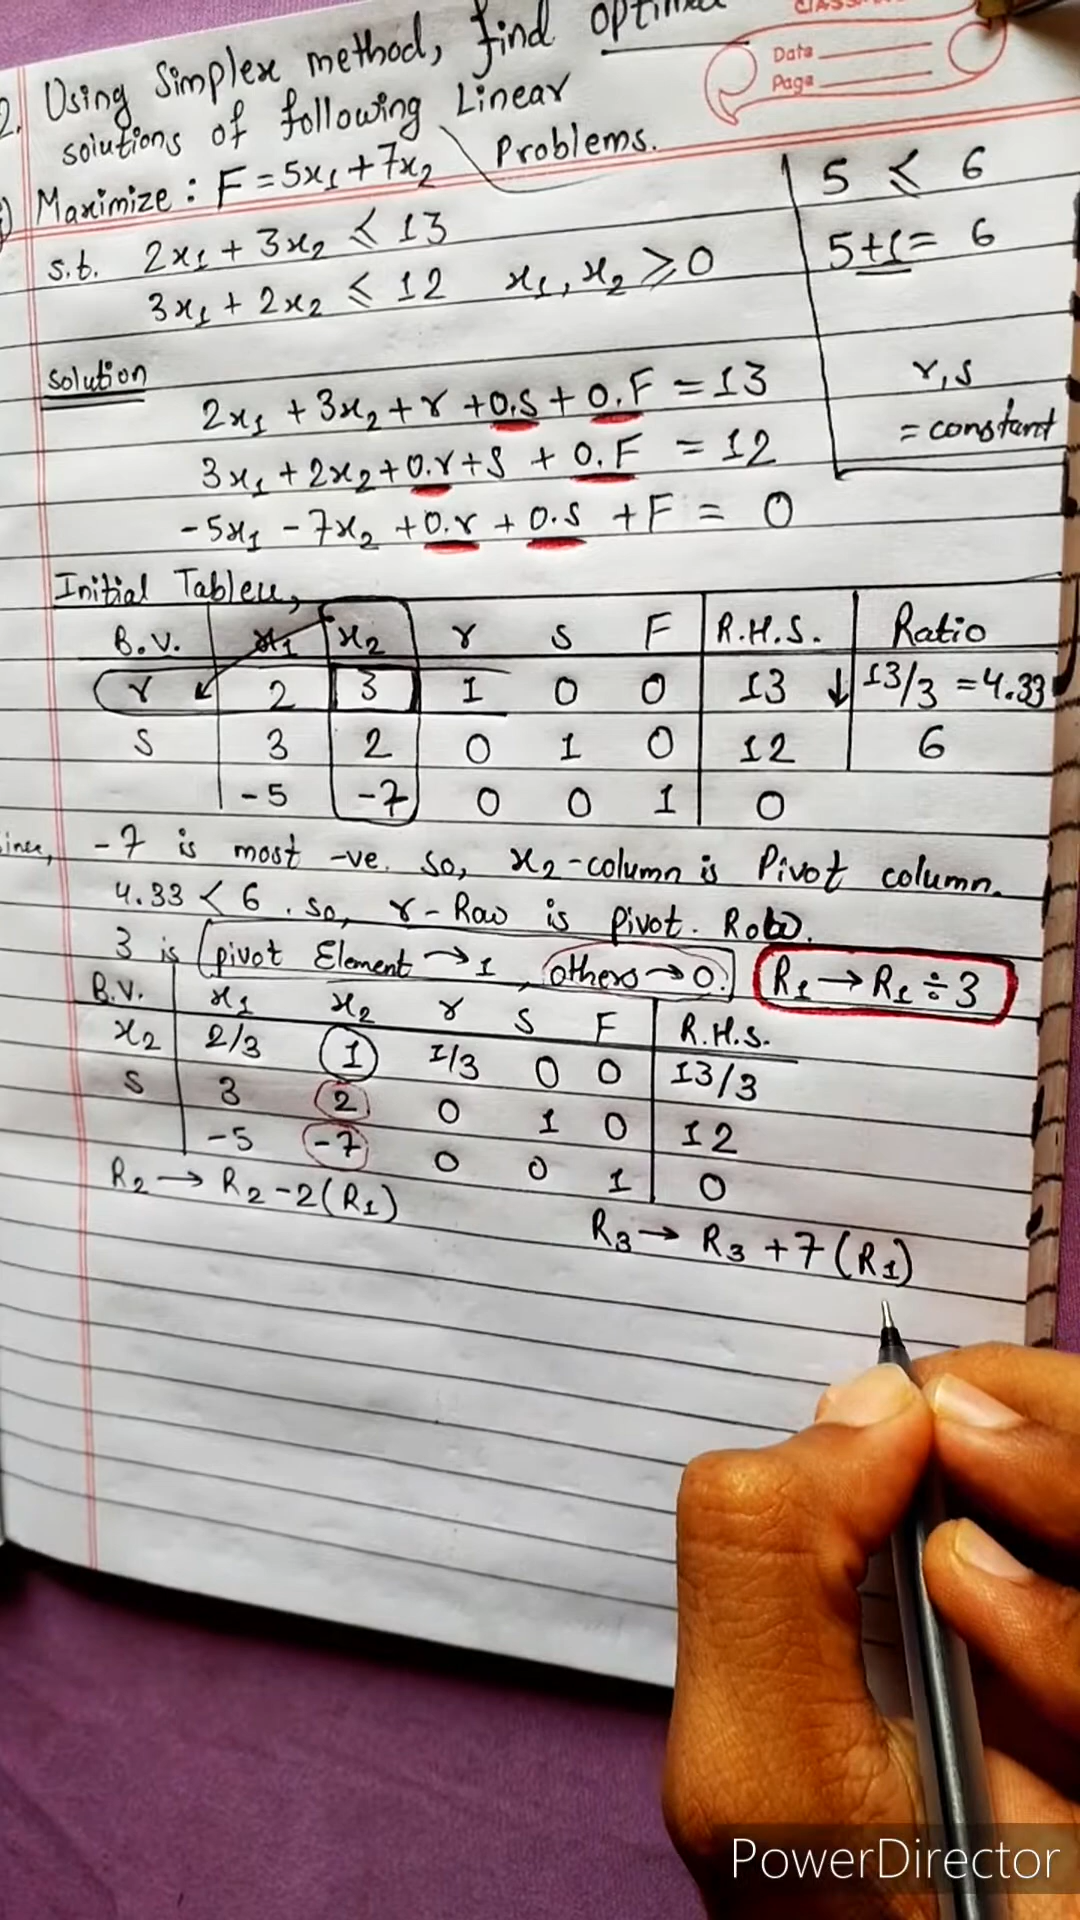 2. Using Simplex method, find optima
solutions of following Linear
Problems.
CLASS
Date
Page
Maximize : F = 5x₁ + 7x₂
s.t. 2x₁ + 3x₂ ≤ 13
3x₁ + 2x₂ ≤ 12 x₁, x₂ ≥ 0
5 ≤ 6
5+1 = 6
r, s
= constant
Solution
2x₁ + 3x₂ + r + 0.s + 0.F = 13
3x₁ + 2x₂ + 0.r + s + 0.F = 12
-5x₁ - 7x₂ + 0.r + 0.s + F = 0
Initial Tableu,
B.V. x₁ x₂ r s F R.H.S. Ratio
r 2 3 1 0 0 13 ↓ 13/3 = 4.33
s 3 2 0 1 0 12 6
-5 -7 0 0 1 0
-7 is most -ve. so, x₂-column is Pivot column.
4.33 < 6. so, r-Row is pivot. Row.
3 is pivot Element → 1, others → 0. R₁ → R₁ ÷ 3
B.V. x₁ x₂ r s F R.H.S.
x₂ 2/3 1 1/3 0 0 13/3
s 3 2 0 1 0 12
-5 -7 0 0 1 0
R₂ → R₂ - 2(R₁)
R₃ → R₃ + 7(R₁)
PowerDirector